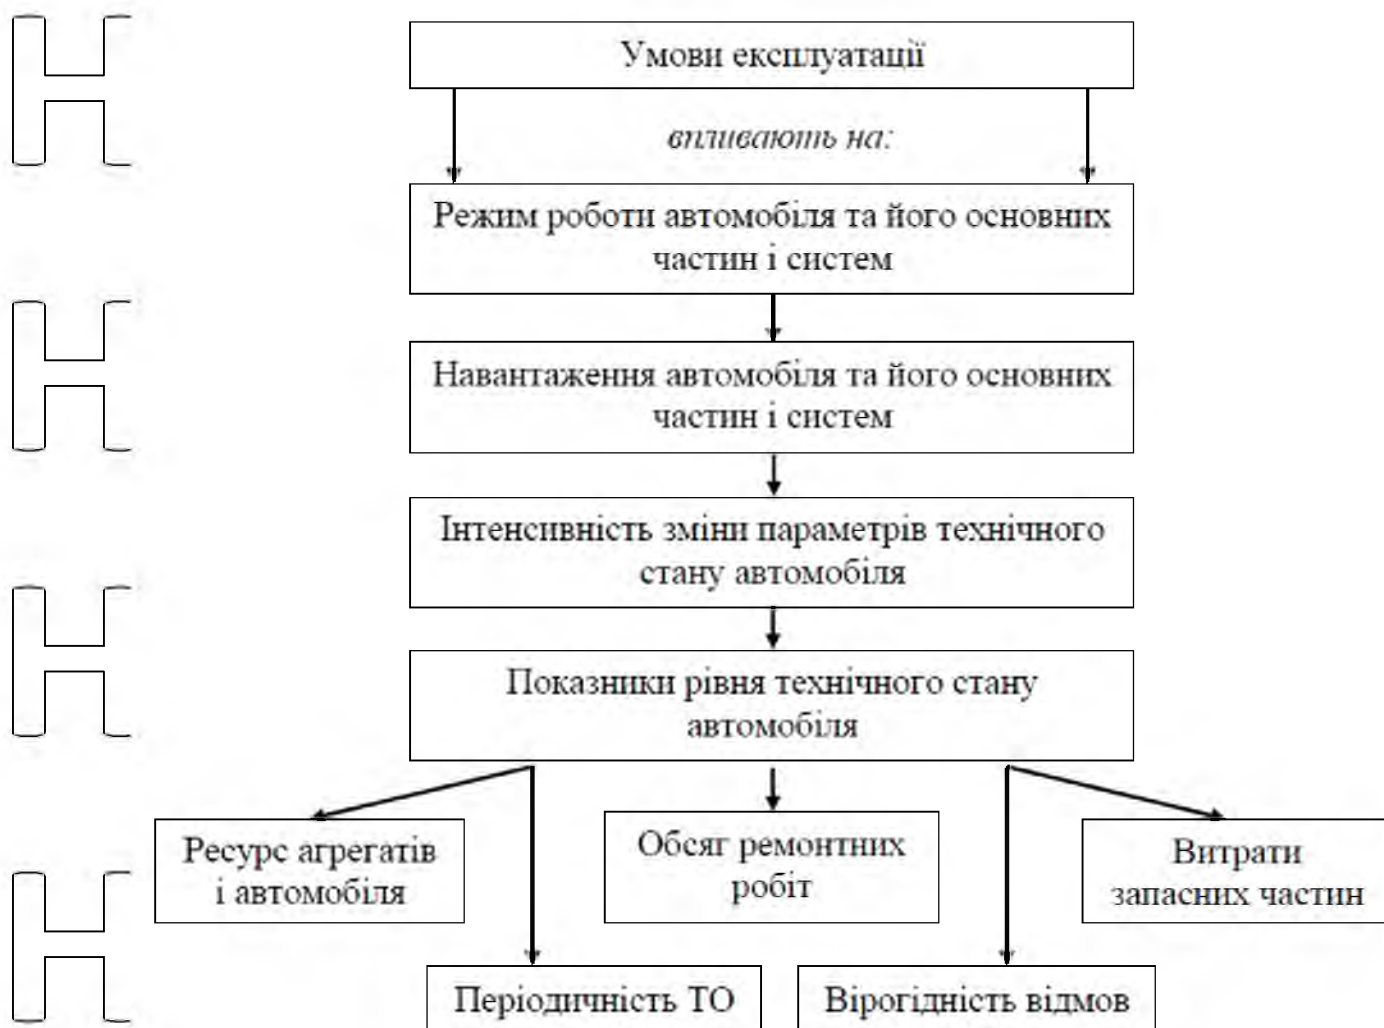 Умови експлуатації
впливають на:
Режим роботи автомобіля та його основних
частин і систем
Навантаження автомобіля та його основних
частин і систем
Інтенсивність зміни параметрів технічного
стану автомобіля
Показники рівня технічного стану
автомобіля
Ресурс агрегатів
і автомобіля
Обсяг ремонтних
робіт
Витрати
запасних частин
Періодичність ТО
Вірогідність відмов